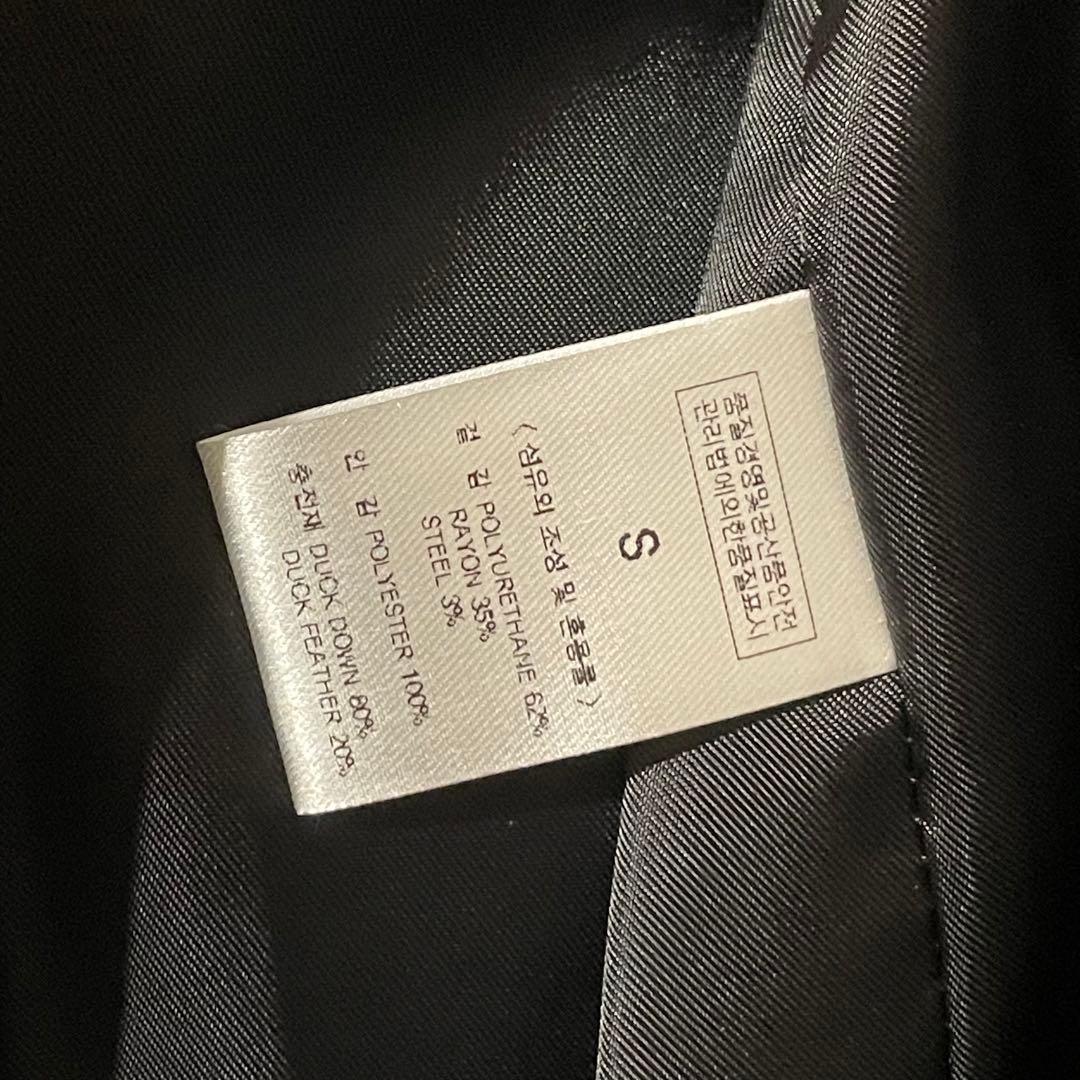 품질경영및공산품안전
관리법에의한품질표시
S
(섬유의 조성 및 혼용률)
겉 감 POLYURETHANE 62%
RAYON 35%
STEEL 3%
안 감 POLYESTER 100%
충전재 DUCK DOWN 80%
DUCK FEATHER 20%